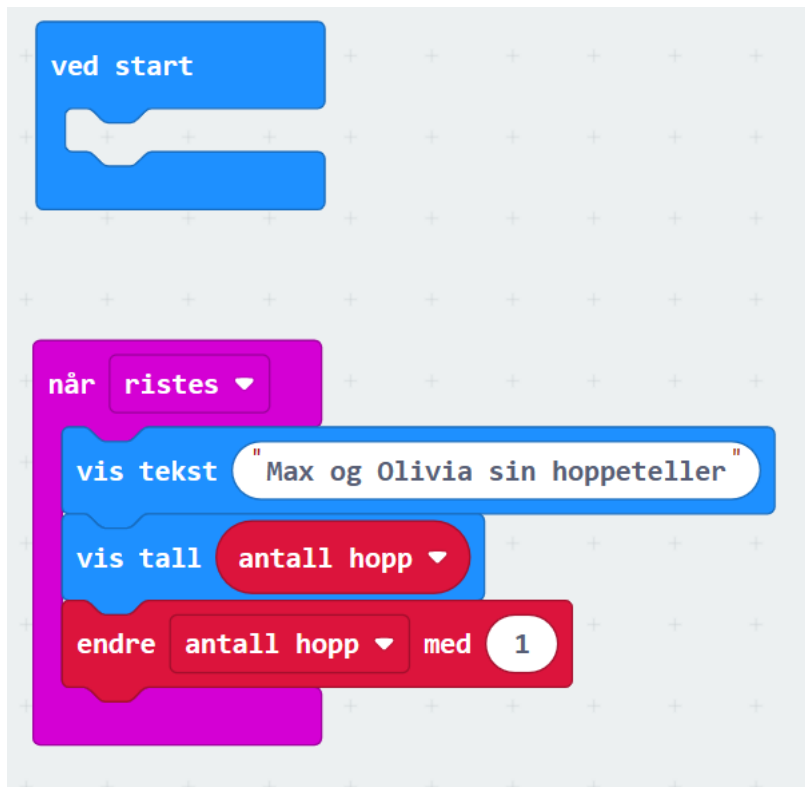 ved start
når ristes
vis tekst "Max og Olivia sin hoppeteller"
vis tall antall hopp
endre antall hopp med 1